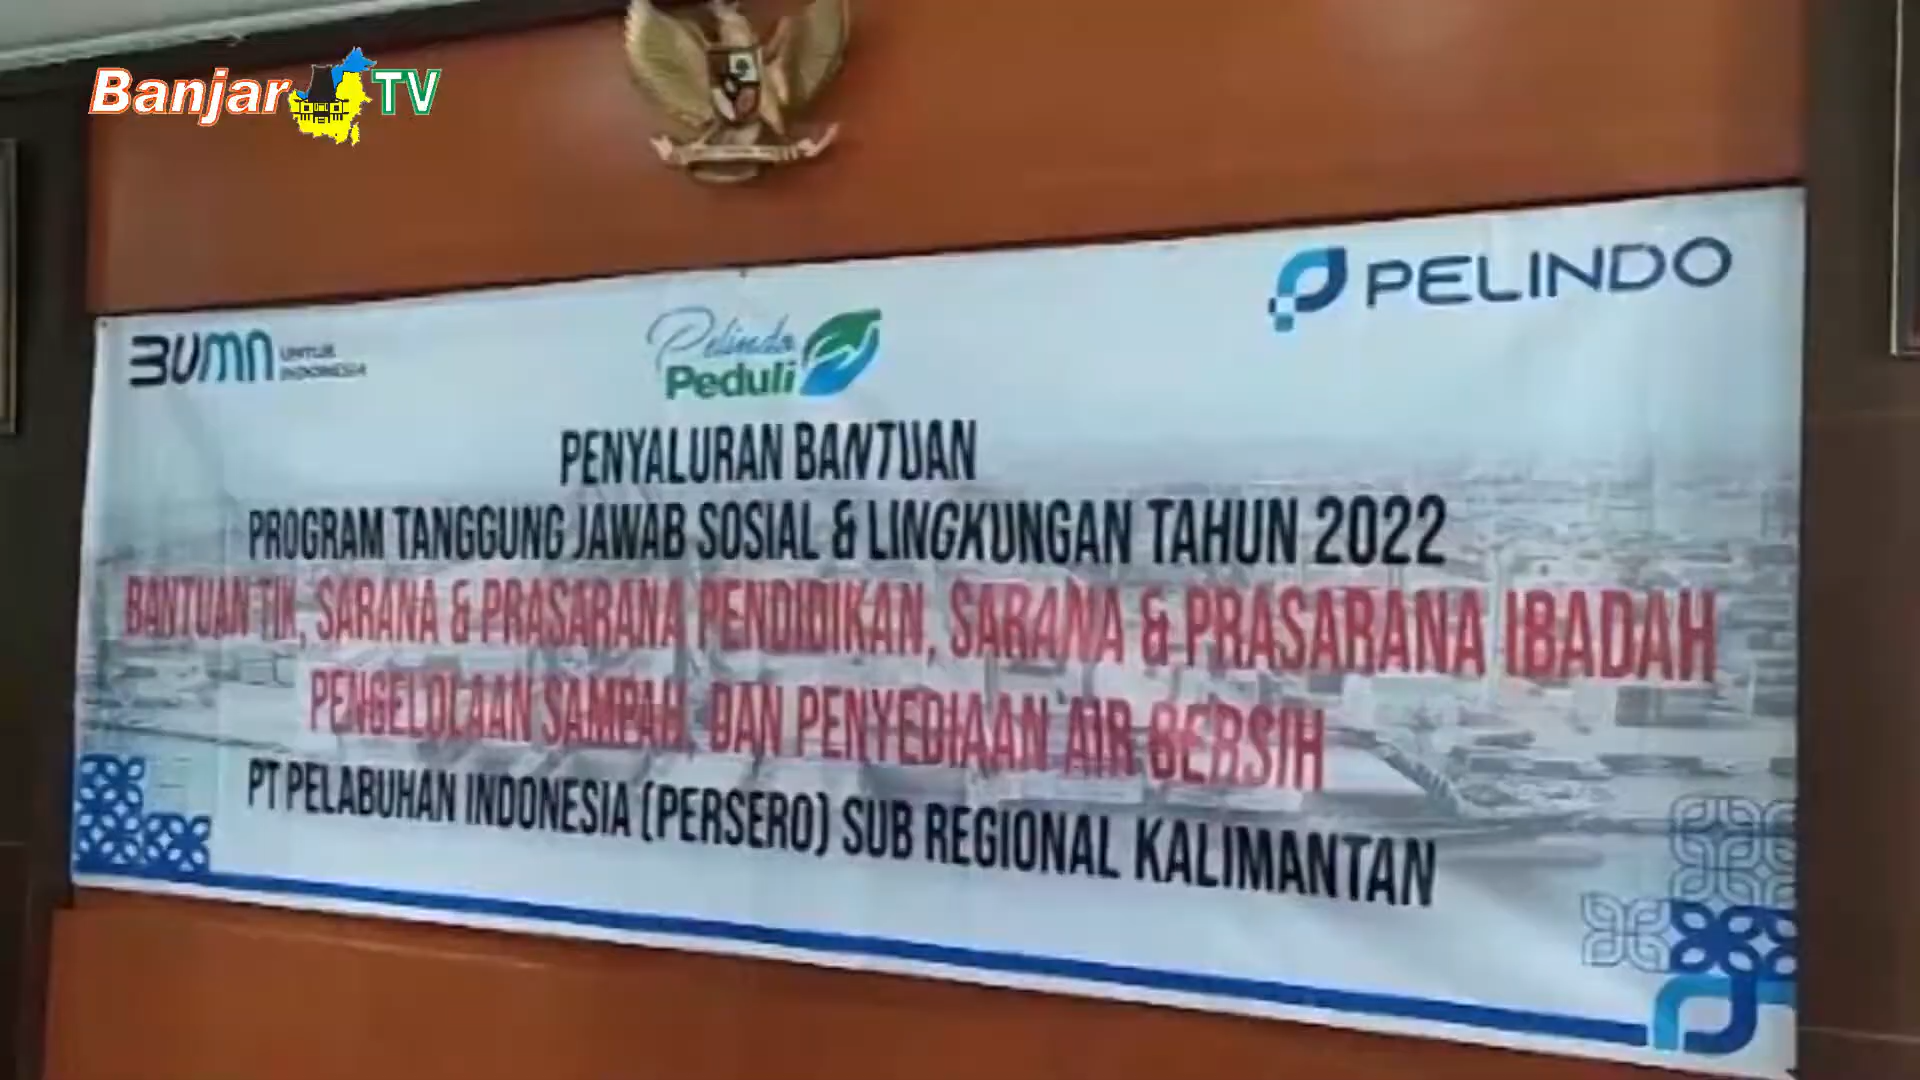 Banjar TV
BUMN UNTUK INDONESIA
Pelindo Peduli
PELINDO
PENYALURAN BANTUAN
PROGRAM TANGGUNG JAWAB SOSIAL & LINGKUNGAN TAHUN 2022
BANTUAN TIK, SARANA & PRASARANA PENDIDIKAN, SARANA & PRASARANA IBADAH
PENGELOLAAN SAMPAH, DAN PENYEDIAAN AIR BERSIH
PT PELABUHAN INDONESIA (PERSERO) SUB REGIONAL KALIMANTAN